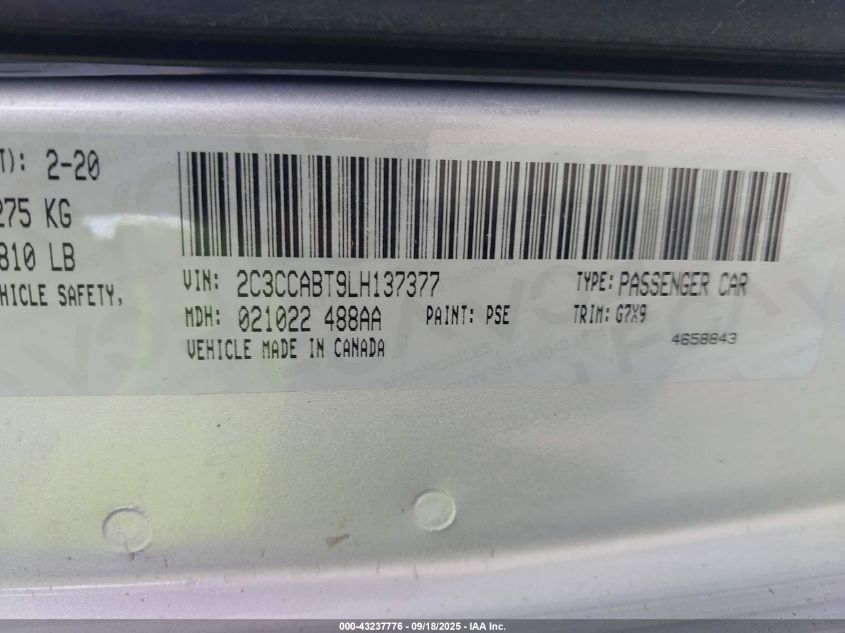 T): 2-20
275 KG
810 LB
HICLE SAFETY,
VIN: 2C3CCABT9LH137377
TYPE: PASSENGER CAR
MDH: 021022 488AA
PAINT: PSE
TRIM: G7X9
VEHICLE MADE IN CANADA
4658843
000-43237776 - 09/18/2025 - IAA Inc.